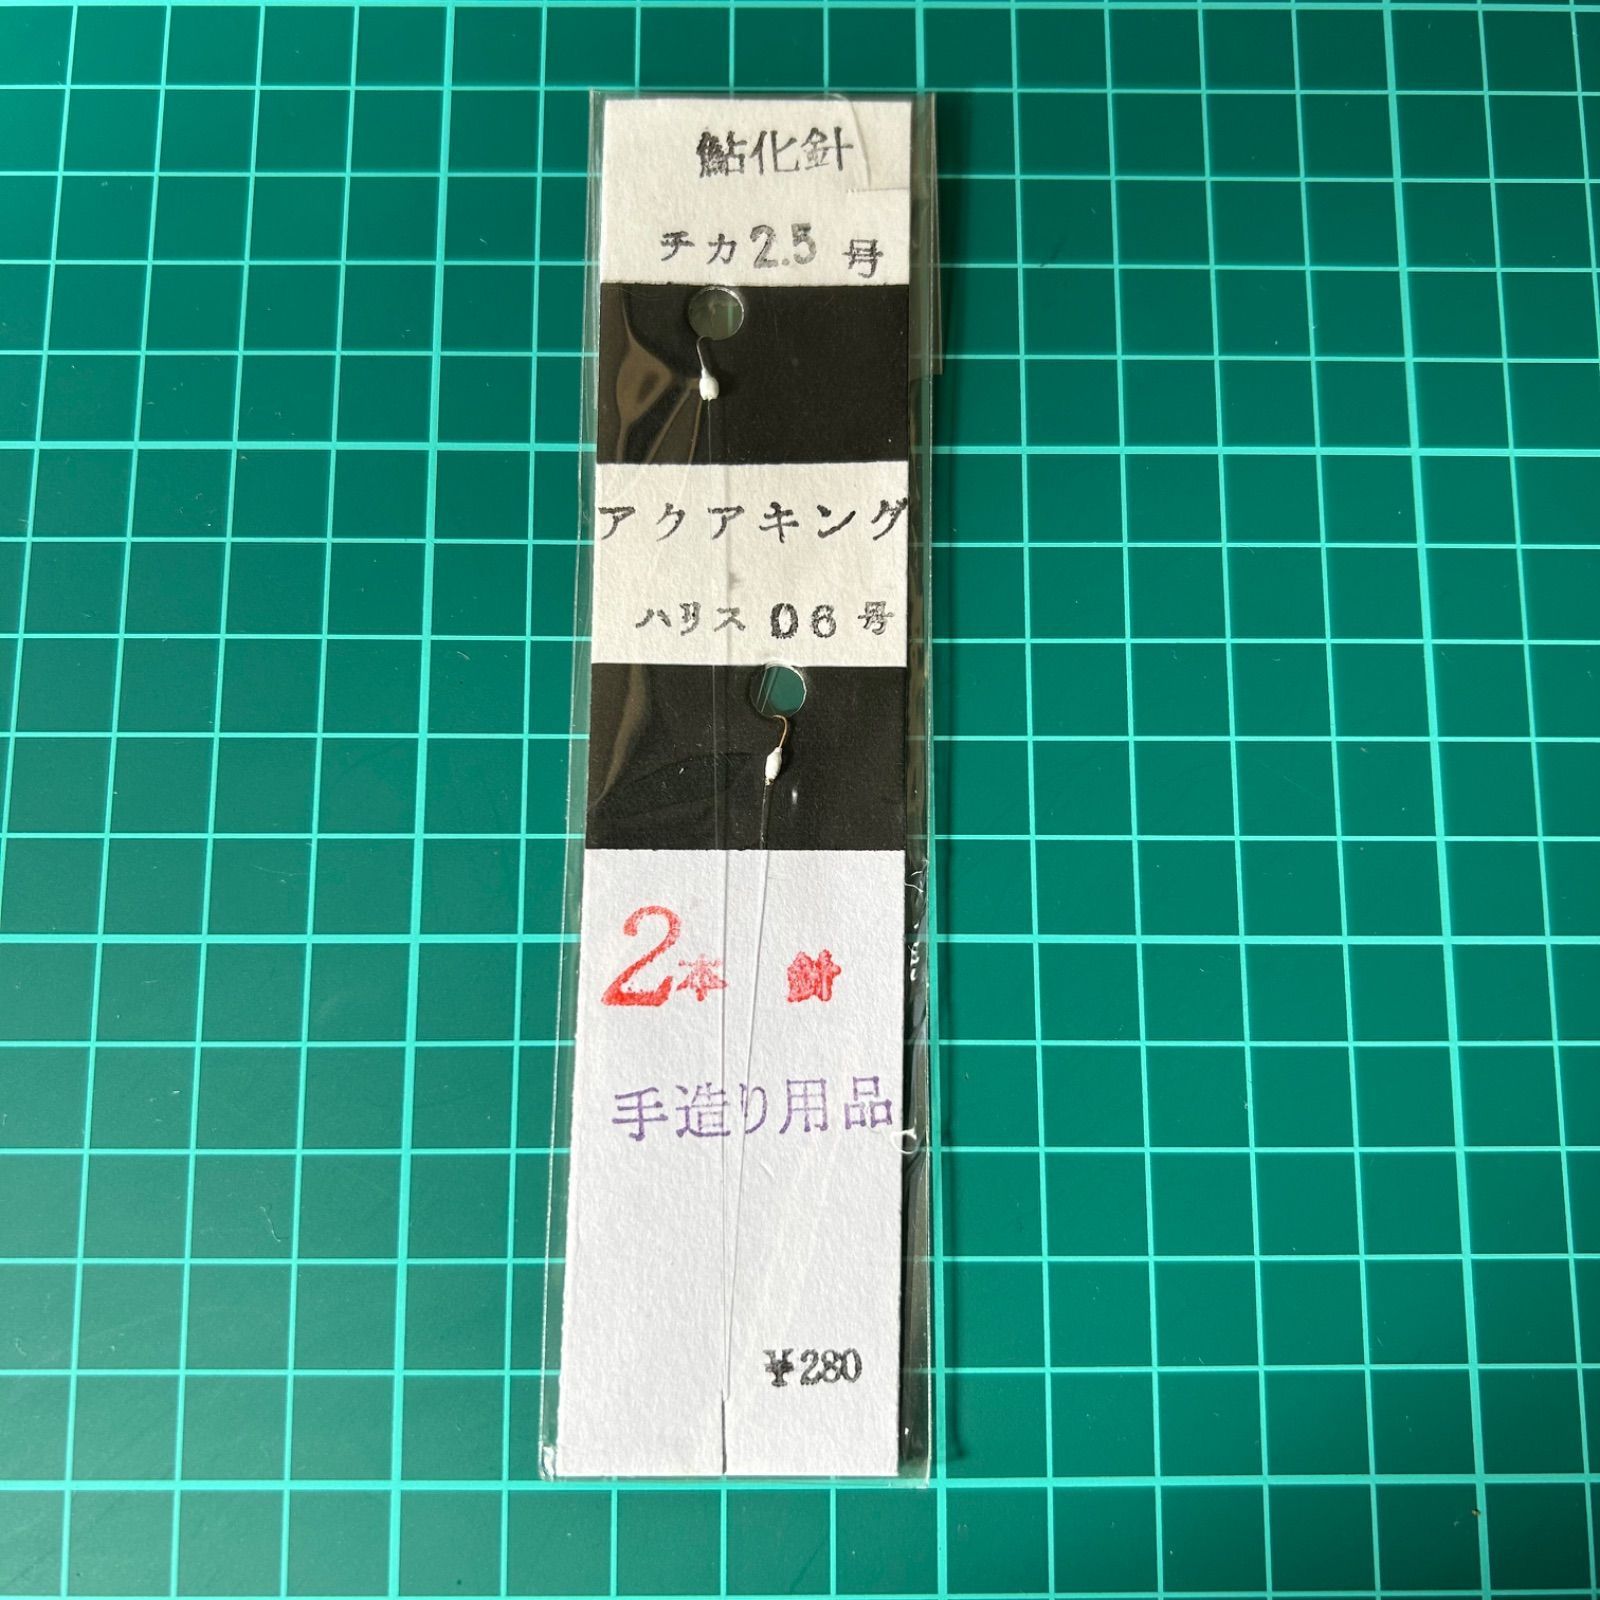 鮎化針
チカ2.5号
アクアキング
ハリス 06号
2本 針
手造り用品
¥280